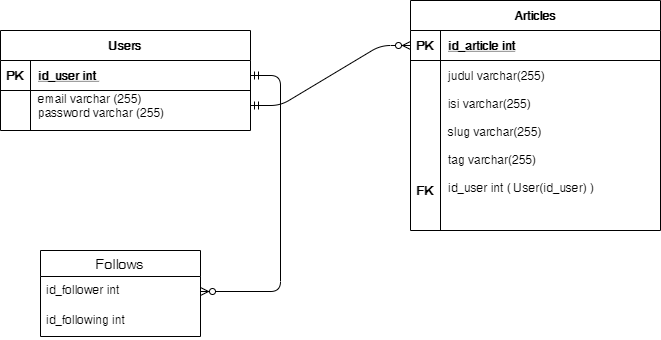 Users
PK id_user int
email varchar (255)
password varchar (255)
Articles
PK id_article int
judul varchar(255)
isi varchar(255)
slug varchar(255)
tag varchar(255)
FK id_user int ( User(id_user) )
Follows
id_follower int
id_following int